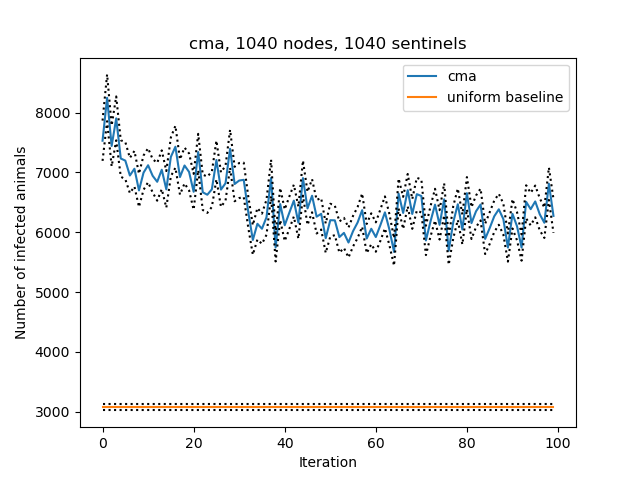 cma, 1040 nodes, 1040 sentinels
cma
uniform baseline
8000
7000
6000
5000
4000
3000
Number of infected animals
0 20 40 60 80 100
Iteration